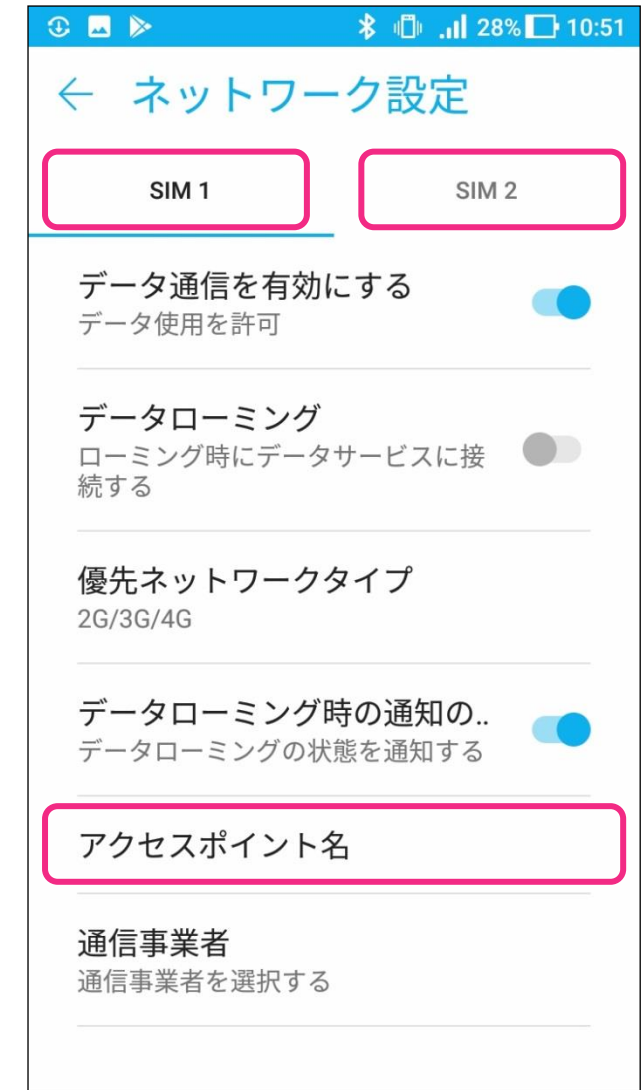 28% 10:51
ネットワーク設定
SIM 1 SIM 2
データ通信を有効にする
データ使用を許可
データローミング
ローミング時にデータサービスに接
続する
優先ネットワークタイプ
2G/3G/4G
データローミング時の通知の..
データローミングの状態を通知する
アクセスポイント名
通信事業者
通信事業者を選択する